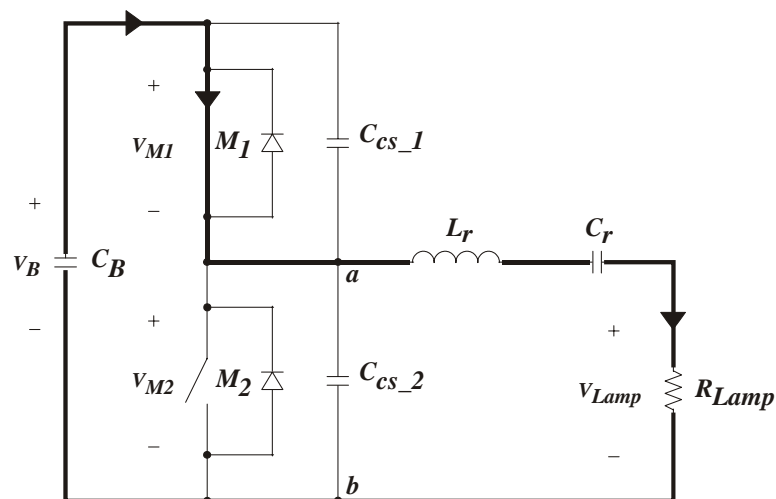 +
V_M1 M_1 C_cs_1
−
L_r C_r
+
V_B C_B
−
a
+
V_M2 M_2 C_cs_2
−
+
V_Lamp R_Lamp
−
b